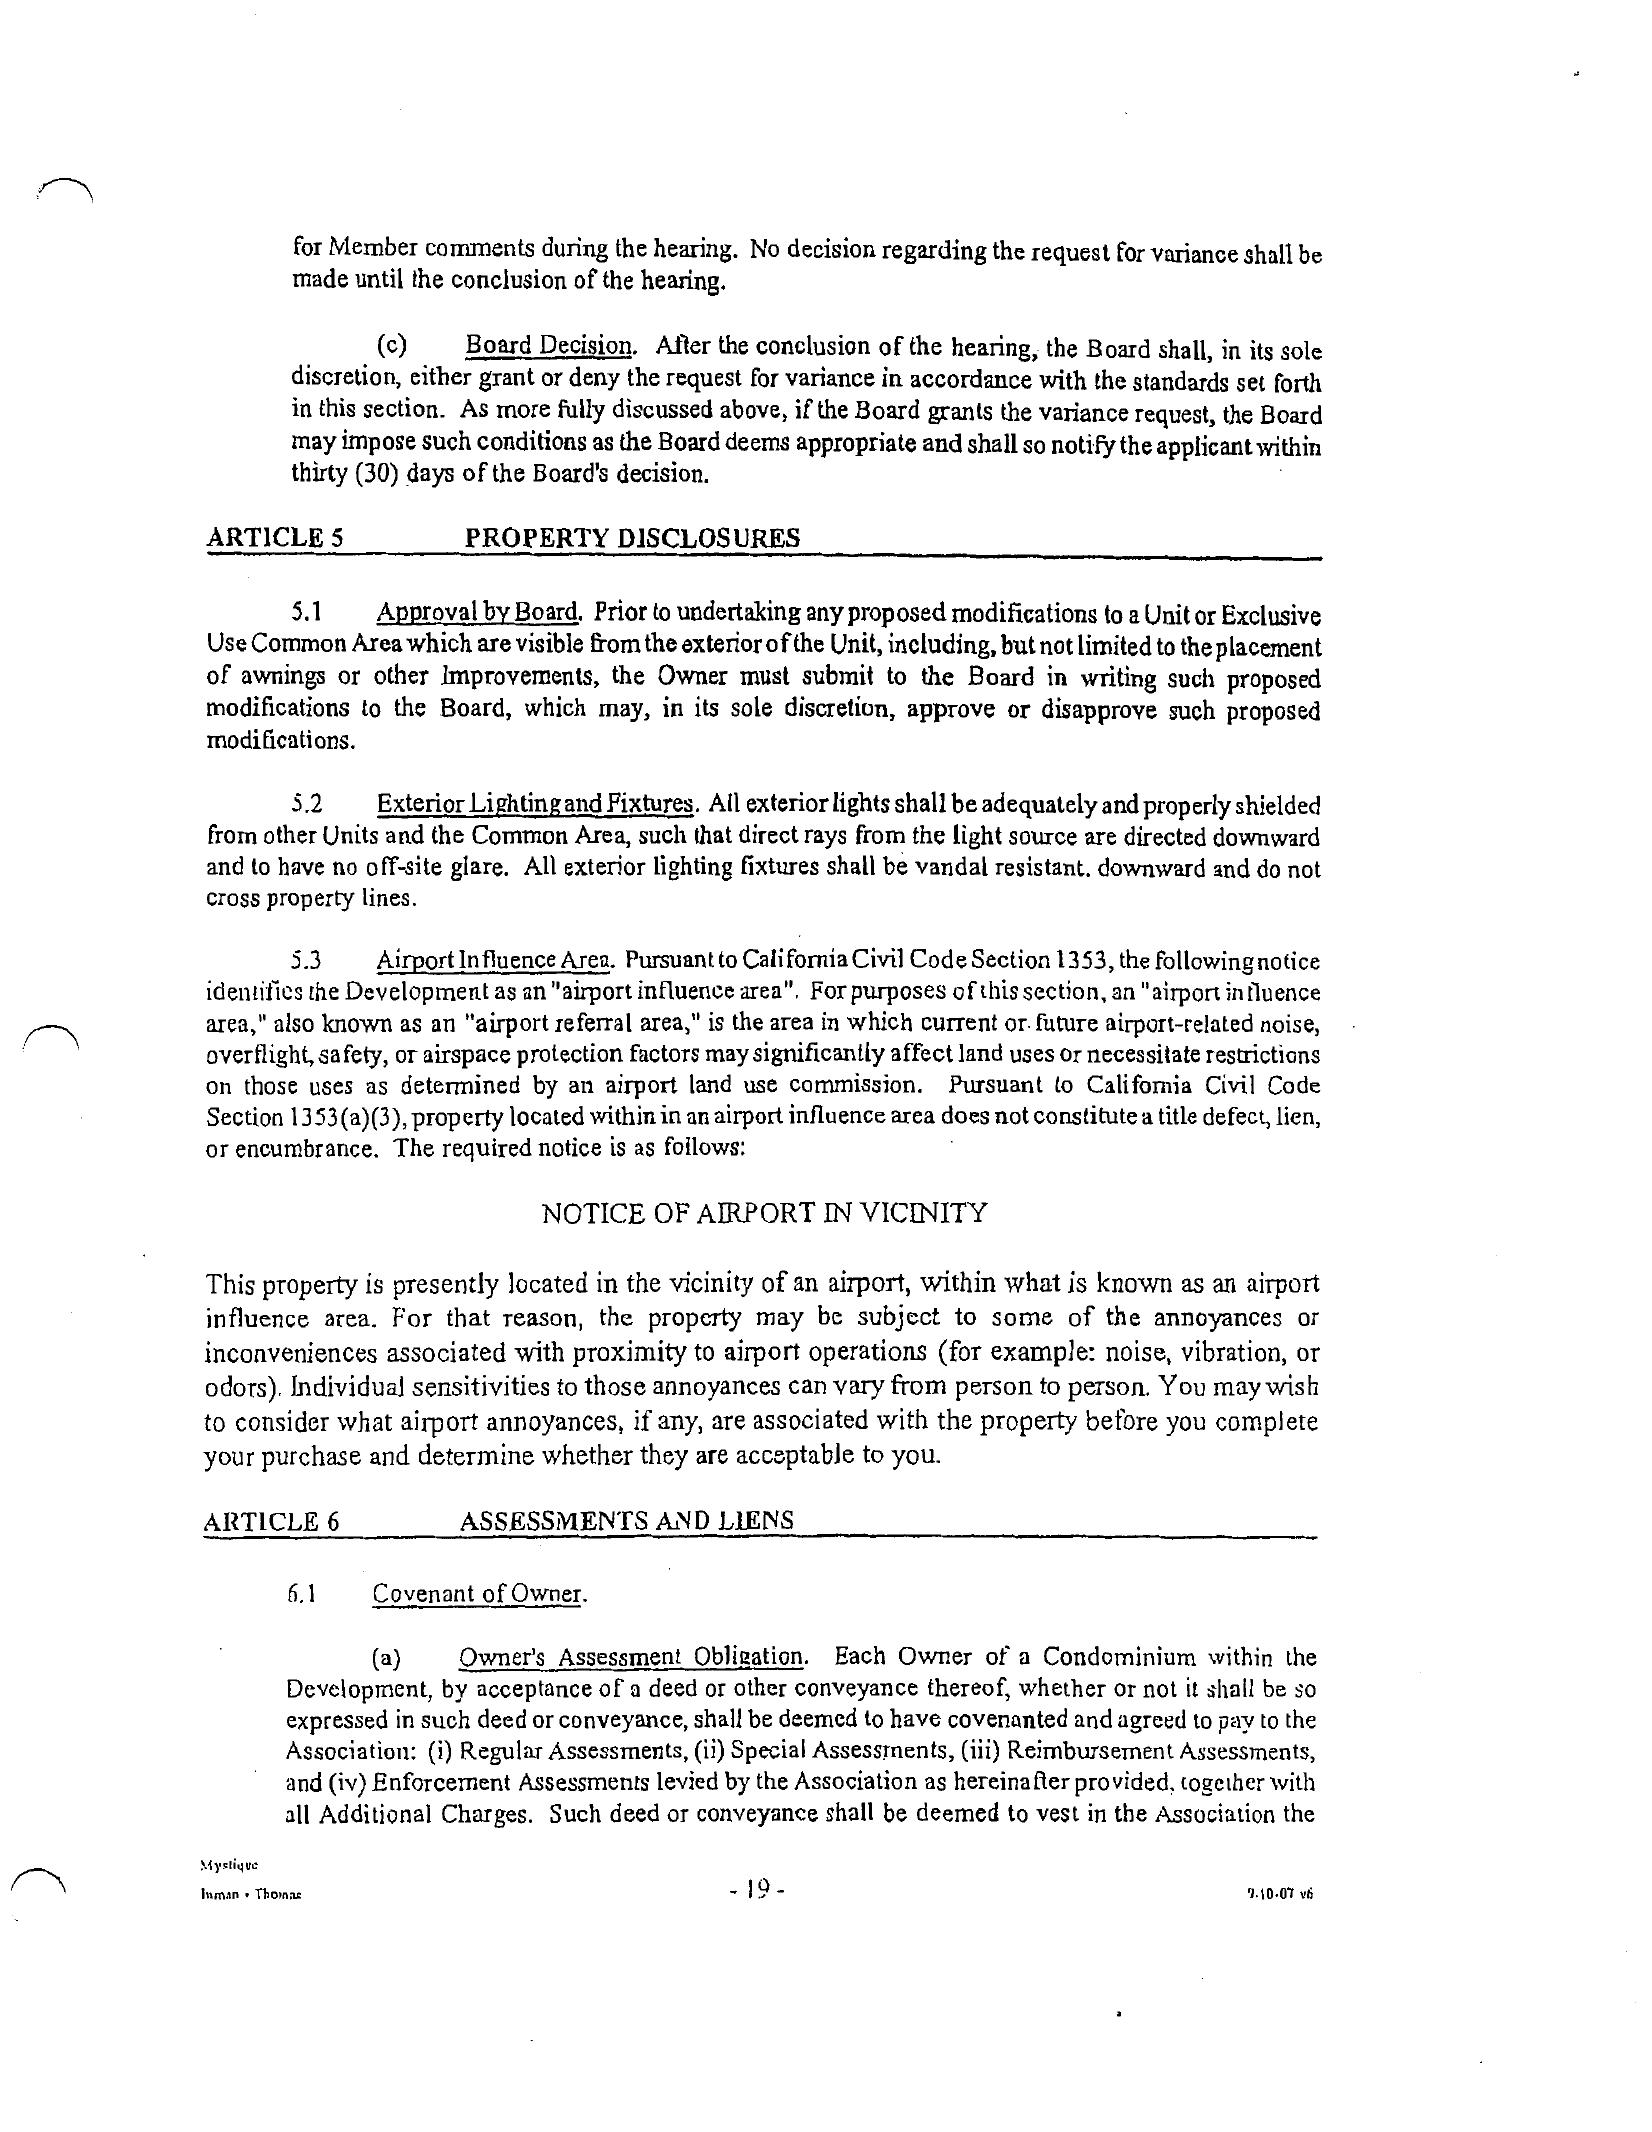 for Member comments during the hearing. No decision regarding the request for variance shall be
made until the conclusion of the hearing.
(c) Board Decision. After the conclusion of the hearing, the Board shall, in its sole
discretion, either grant or deny the request for variance in accordance with the standards set forth
in this section. As more fully discussed above, if the Board grants the variance request, the Board
may impose such conditions as the Board deems appropriate and shall so notify the applicant within
thirty (30) days of the Board's decision.
ARTICLE 5 PROPERTY DISCLOSURES
5.1 Approval by Board. Prior to undertaking any proposed modifications to a Unit or Exclusive
Use Common Area which are visible from the exterior of the Unit, including, but not limited to the placement
of awnings or other Improvements, the Owner must submit to the Board in writing such proposed
modifications to the Board, which may, in its sole discretion, approve or disapprove such proposed
modifications.
5.2 Exterior Lighting and Fixtures. All exterior lights shall be adequately and properly shielded
from other Units and the Common Area, such that direct rays from the light source are directed downward
and to have no off-site glare. All exterior lighting fixtures shall be vandal resistant. downward and do not
cross property lines.
5.3 Airport Influence Area. Pursuant to California Civil Code Section 1353, the following notice
identifies the Development as an "airport influence area". For purposes of this section, an "airport influence
area," also known as an "airport referral area," is the area in which current or future airport-related noise,
overflight, safety, or airspace protection factors may significantly affect land uses or necessitate restrictions
on those uses as determined by an airport land use commission. Pursuant to California Civil Code
Section 1353(a)(3), property located within in an airport influence area does not constitute a title defect, lien,
or encumbrance. The required notice is as follows:
NOTICE OF AIRPORT IN VICINITY
This property is presently located in the vicinity of an airport, within what is known as an airport
influence area. For that reason, the property may be subject to some of the annoyances or
inconveniences associated with proximity to airport operations (for example: noise, vibration, or
odors). Individual sensitivities to those annoyances can vary from person to person. You may wish
to consider what airport annoyances, if any, are associated with the property before you complete
your purchase and determine whether they are acceptable to you.
ARTICLE 6 ASSESSMENTS AND LIENS
6.1 Covenant of Owner.
(a) Owner's Assessment Obligation. Each Owner of a Condominium within the
Development, by acceptance of a deed or other conveyance thereof, whether or not it shall be so
expressed in such deed or conveyance, shall be deemed to have covenanted and agreed to pay to the
Association: (i) Regular Assessments, (ii) Special Assessments, (iii) Reimbursement Assessments,
and (iv) Enforcement Assessments levied by the Association as hereinafter provided, together with
all Additional Charges. Such deed or conveyance shall be deemed to vest in the Association the
Mystique
Inman • Thomas - 19 - 9.10.07 v6